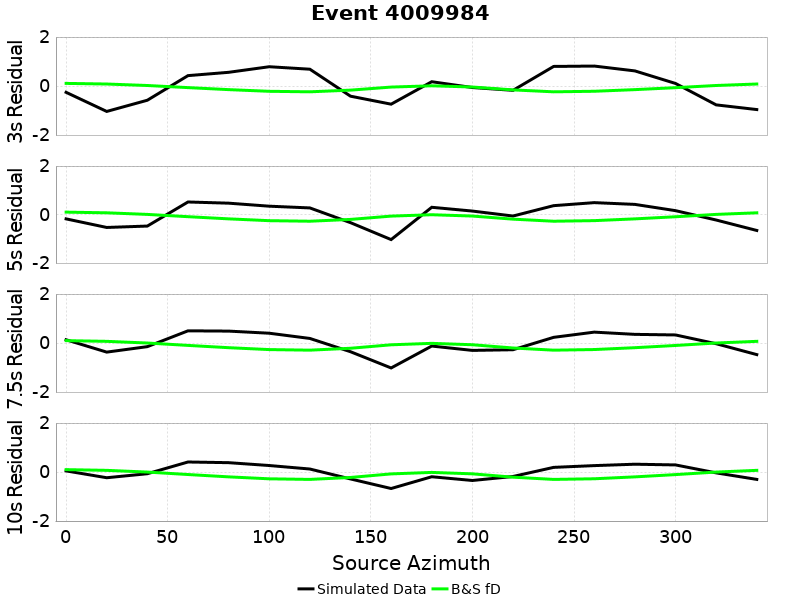 Event 4009984
3s Residual
2
0
-2
5s Residual
2
0
-2
7.5s Residual
2
0
-2
10s Residual
2
0
-2
0 50 100 150 200 250 300
Source Azimuth
Simulated Data B&S fD